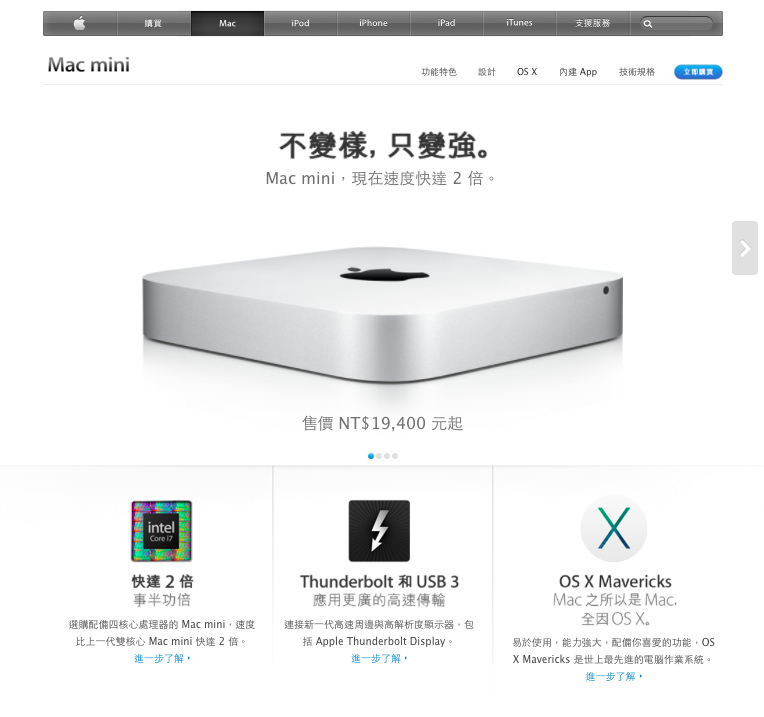 購買
Mac
iPod
iPhone
iPad
iTunes
支援服務
Mac mini
功能特色
設計
OS X
內建 App
技術規格
立即購買
不變樣，只變強。
Mac mini，現在速度快達 2 倍。
售價 NT$19,400 元起
intel
Core i7
快達 2 倍
事半功倍
選購配備四核心處理器的 Mac mini，速度
比上一代雙核心 Mac mini 快達 2 倍。
進一步了解
Thunderbolt 和 USB 3
應用更廣的高速傳輸
連接新一代高速周邊與高解析度顯示器，包
括 Apple Thunderbolt Display。
進一步了解
OS X Mavericks
Mac 之所以是 Mac，
全因 OS X。
易於使用，能力強大，配備你喜愛的功能，OS
X Mavericks 是世上最先進的電腦作業系統。
進一步了解